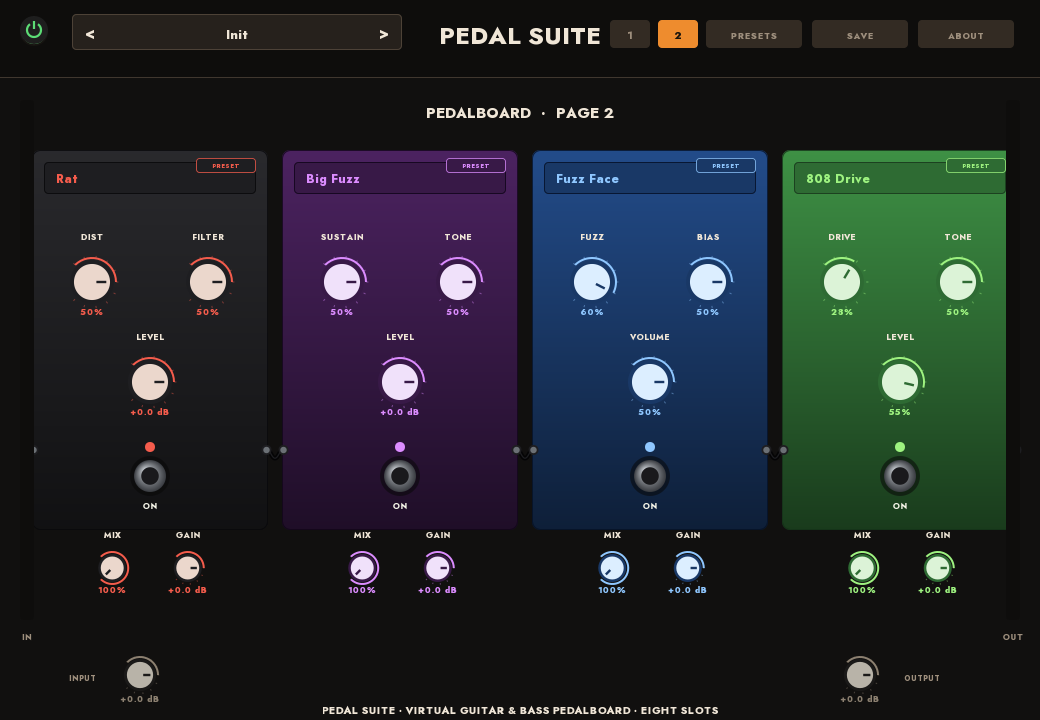 < Init > PEDAL SUITE 1 2 PRESETS SAVE ABOUT
PEDALBOARD · PAGE 2
PRESET PRESET PRESET PRESET
Rat Big Fuzz Fuzz Face 808 Drive
DIST FILTER SUSTAIN TONE FUZZ BIAS DRIVE TONE
50% 50% 50% 50% 60% 50% 28% 50%
LEVEL LEVEL VOLUME LEVEL
+0.0 dB +0.0 dB 50% 55%
ON ON ON ON
MIX GAIN MIX GAIN MIX GAIN MIX GAIN
100% +0.0 dB 100% +0.0 dB 100% +0.0 dB 100% +0.0 dB
IN OUT
INPUT OUTPUT
+0.0 dB +0.0 dB
PEDAL SUITE · VIRTUAL GUITAR & BASS PEDALBOARD · EIGHT SLOTS